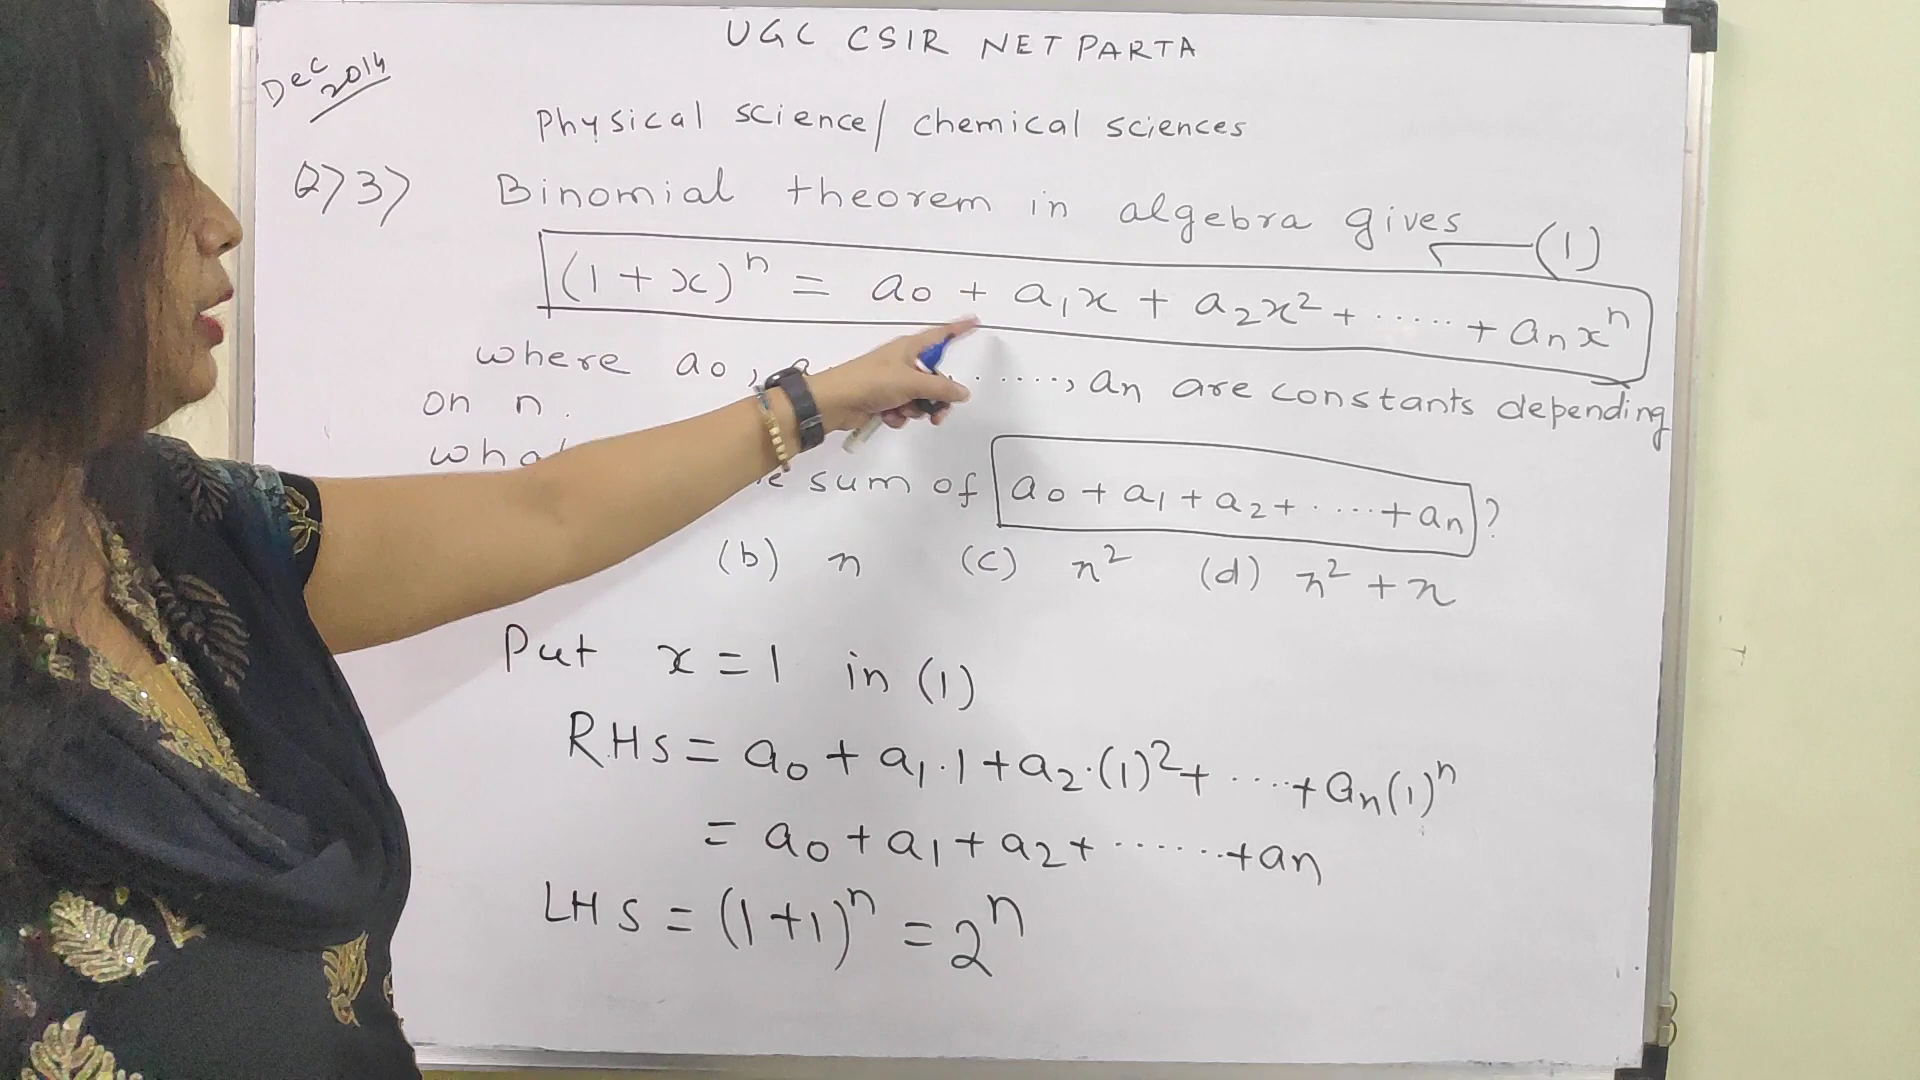 UGC CSIR NET PART A
Dec 2014
Physical science / chemical sciences
Q>3> Binomial theorem in algebra gives
(1+x)^n = a0 + a1x + a2x^2 + ..... + anx^n (1)
where a0, ....., an are constants depending
on n.
sum of a0 + a1 + a2 + ..... + an ?
(b) n (c) n^2 (d) n^2 + n
Put x = 1 in (1)
RHS = a0 + a1.1 + a2.(1)^2 + ..... + an(1)^n
= a0 + a1 + a2 + ...... + an
LHS = (1+1)^n = 2^n